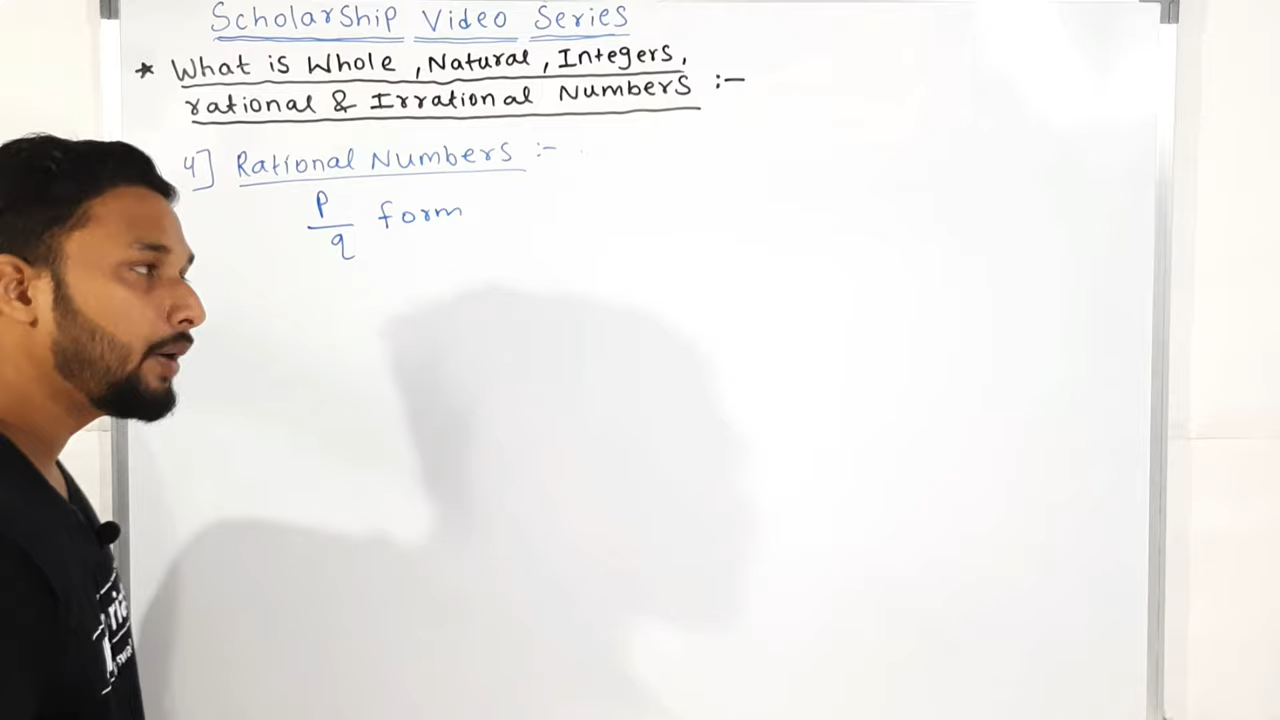 Scholarship Video Series
* What is Whole, Natural, Integers,
rational & Irrational Numbers :-
4] Rational Numbers :-
P/q form